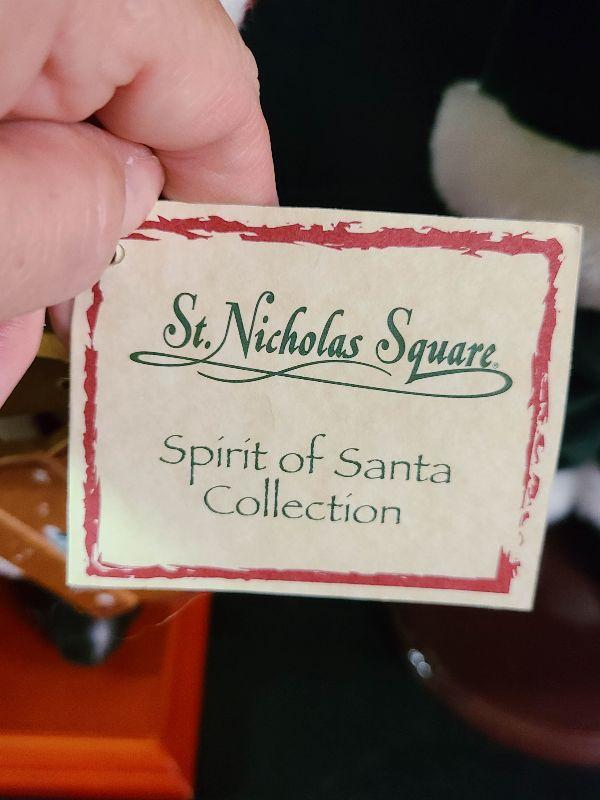 St. Nicholas Square®
Spirit of Santa
Collection